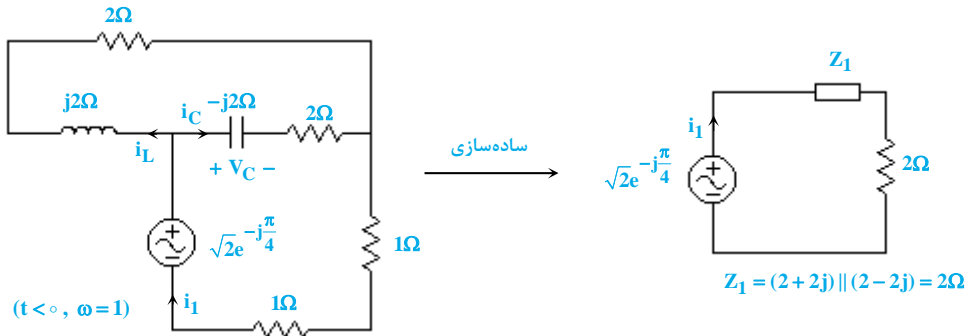 2Ω
j2Ω
i_C
−j2Ω
2Ω
i_L
+ V_C −
√2e^{−jπ/4}
1Ω
i_1
1Ω
(t < ∘ , ω = 1)
ساده‌سازی
Z_1
i_1
√2e^{−jπ/4}
2Ω
Z_1 = (2 + 2j) || (2 − 2j) = 2Ω